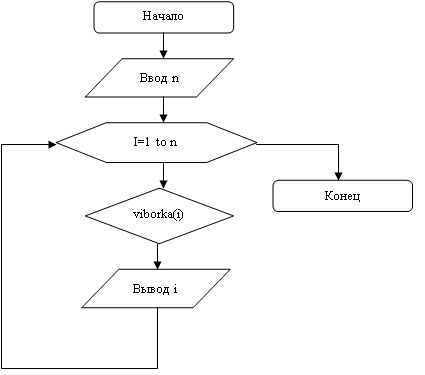 Начало
Ввод n
I=1 to n
viborka(i)
Конец
Вывод i